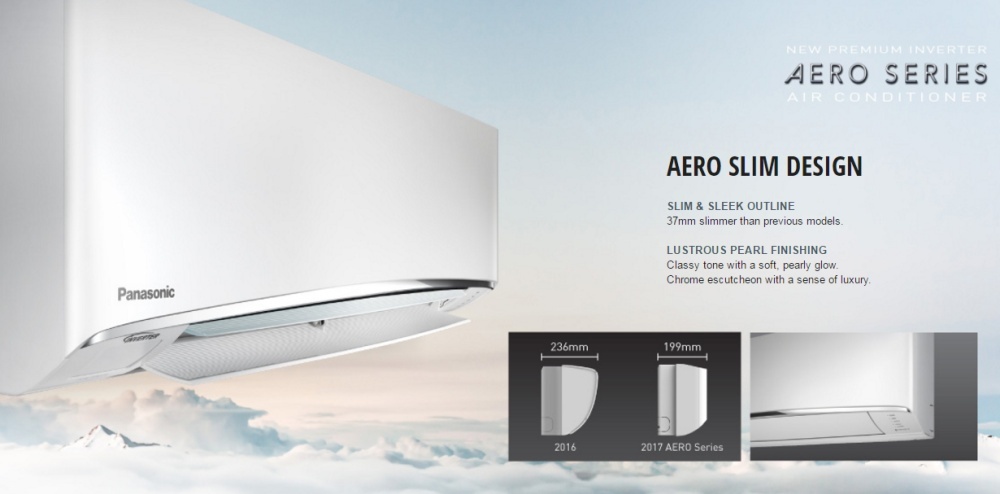 NEW PREMIUM INVERTER
AERO SERIES
AIR CONDITIONER
AERO SLIM DESIGN
SLIM & SLEEK OUTLINE
37mm slimmer than previous models.
LUSTROUS PEARL FINISHING
Classy tone with a soft, pearly glow.
Chrome escutcheon with a sense of luxury.
Panasonic
INVERTER
236mm
199mm
2016
2017 AERO Series